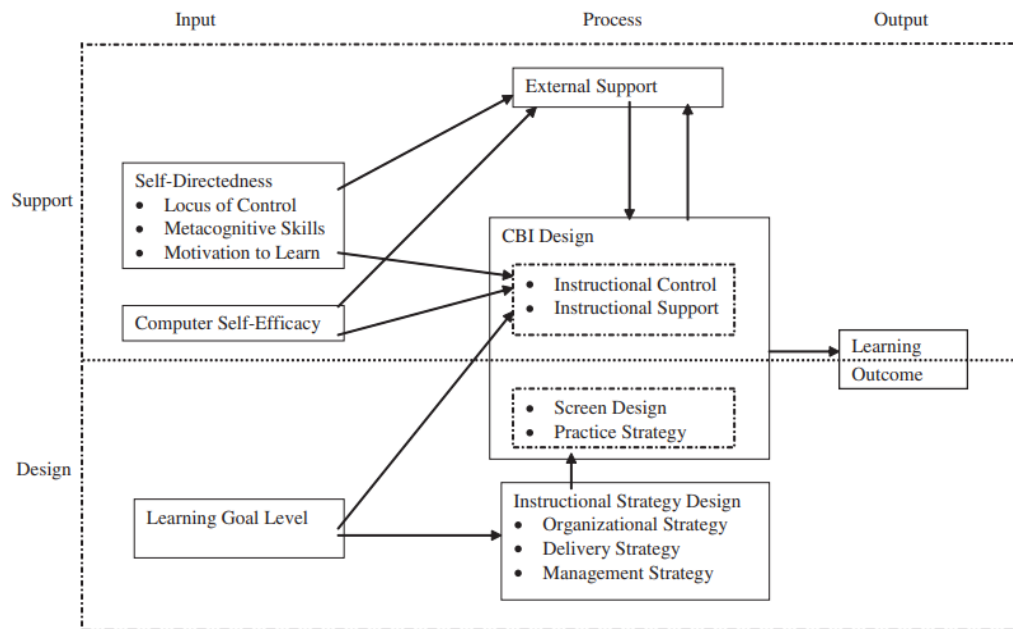 Input
Process
Output
External Support
Support
Self-Directedness
● Locus of Control
● Metacognitive Skills
● Motivation to Learn
Computer Self-Efficacy
CBI Design
● Instructional Control
● Instructional Support
● Screen Design
● Practice Strategy
Learning
Outcome
Design
Learning Goal Level
Instructional Strategy Design
● Organizational Strategy
● Delivery Strategy
● Management Strategy